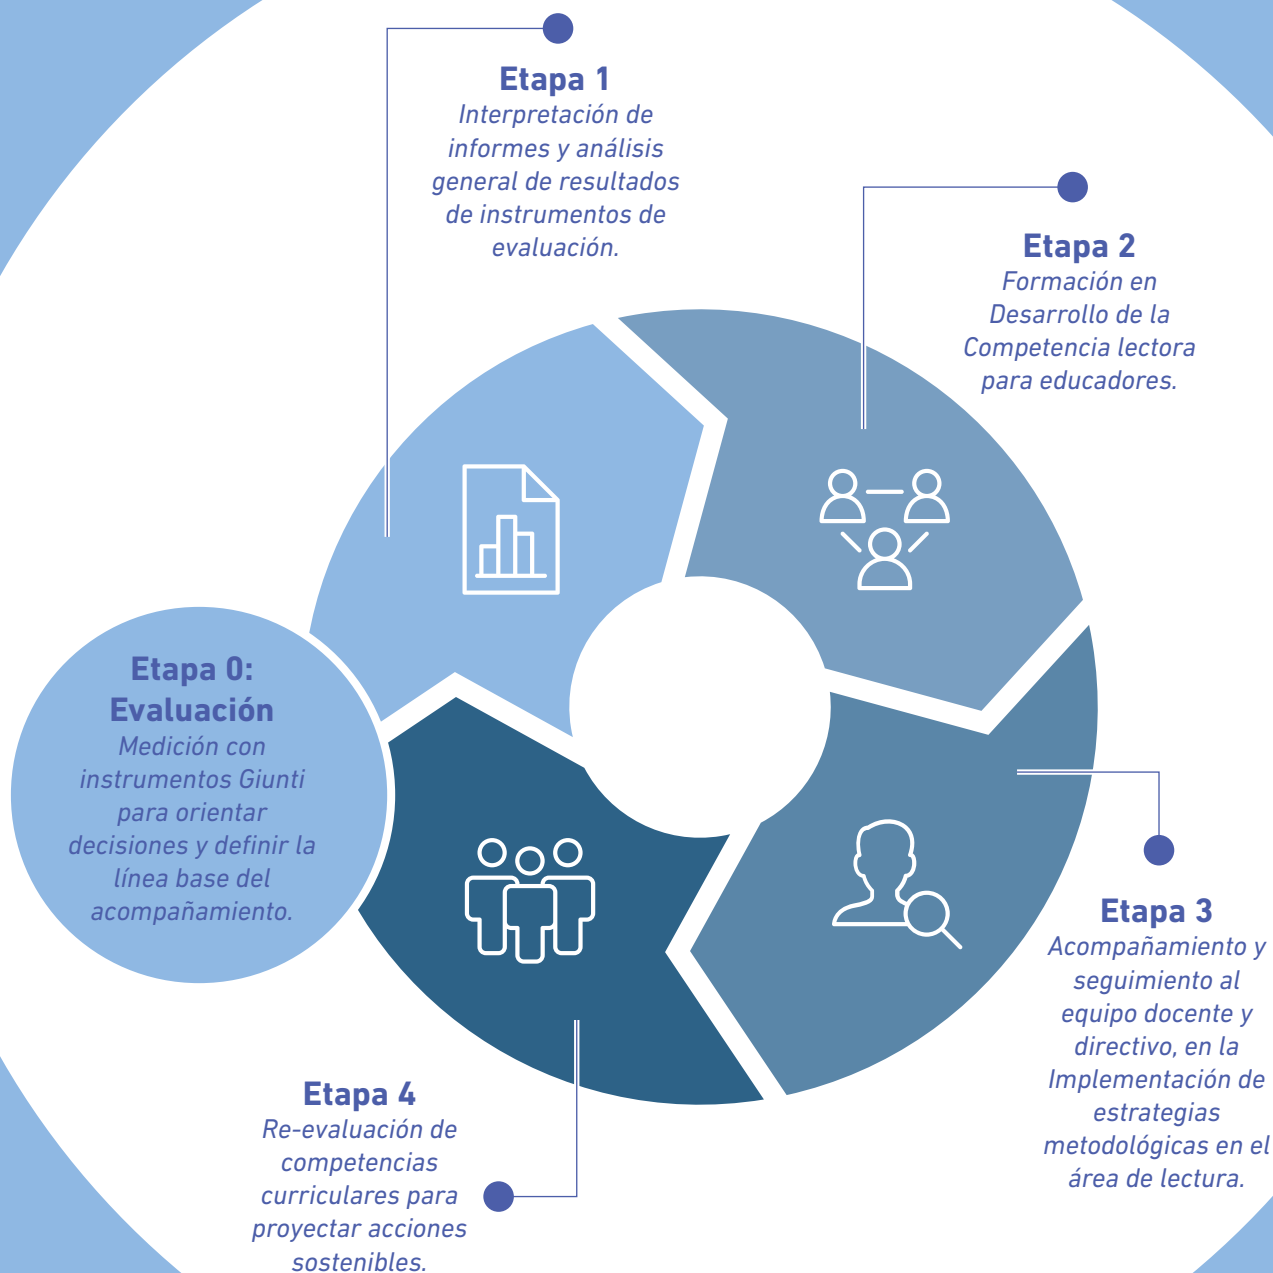 Etapa 1
Interpretación de
informes y análisis
general de resultados
de instrumentos de
evaluación.
Etapa 2
Formación en
Desarrollo de la
Competencia lectora
para educadores.
Etapa 0:
Evaluación
Medición con
instrumentos Giunti
para orientar
decisiones y definir la
línea base del
acompañamiento.
Etapa 3
Acompañamiento y
seguimiento al
equipo docente y
directivo, en la
Implementación de
estrategias
metodológicas en el
área de lectura.
Etapa 4
Re-evaluación de
competencias
curriculares para
proyectar acciones
sostenibles.